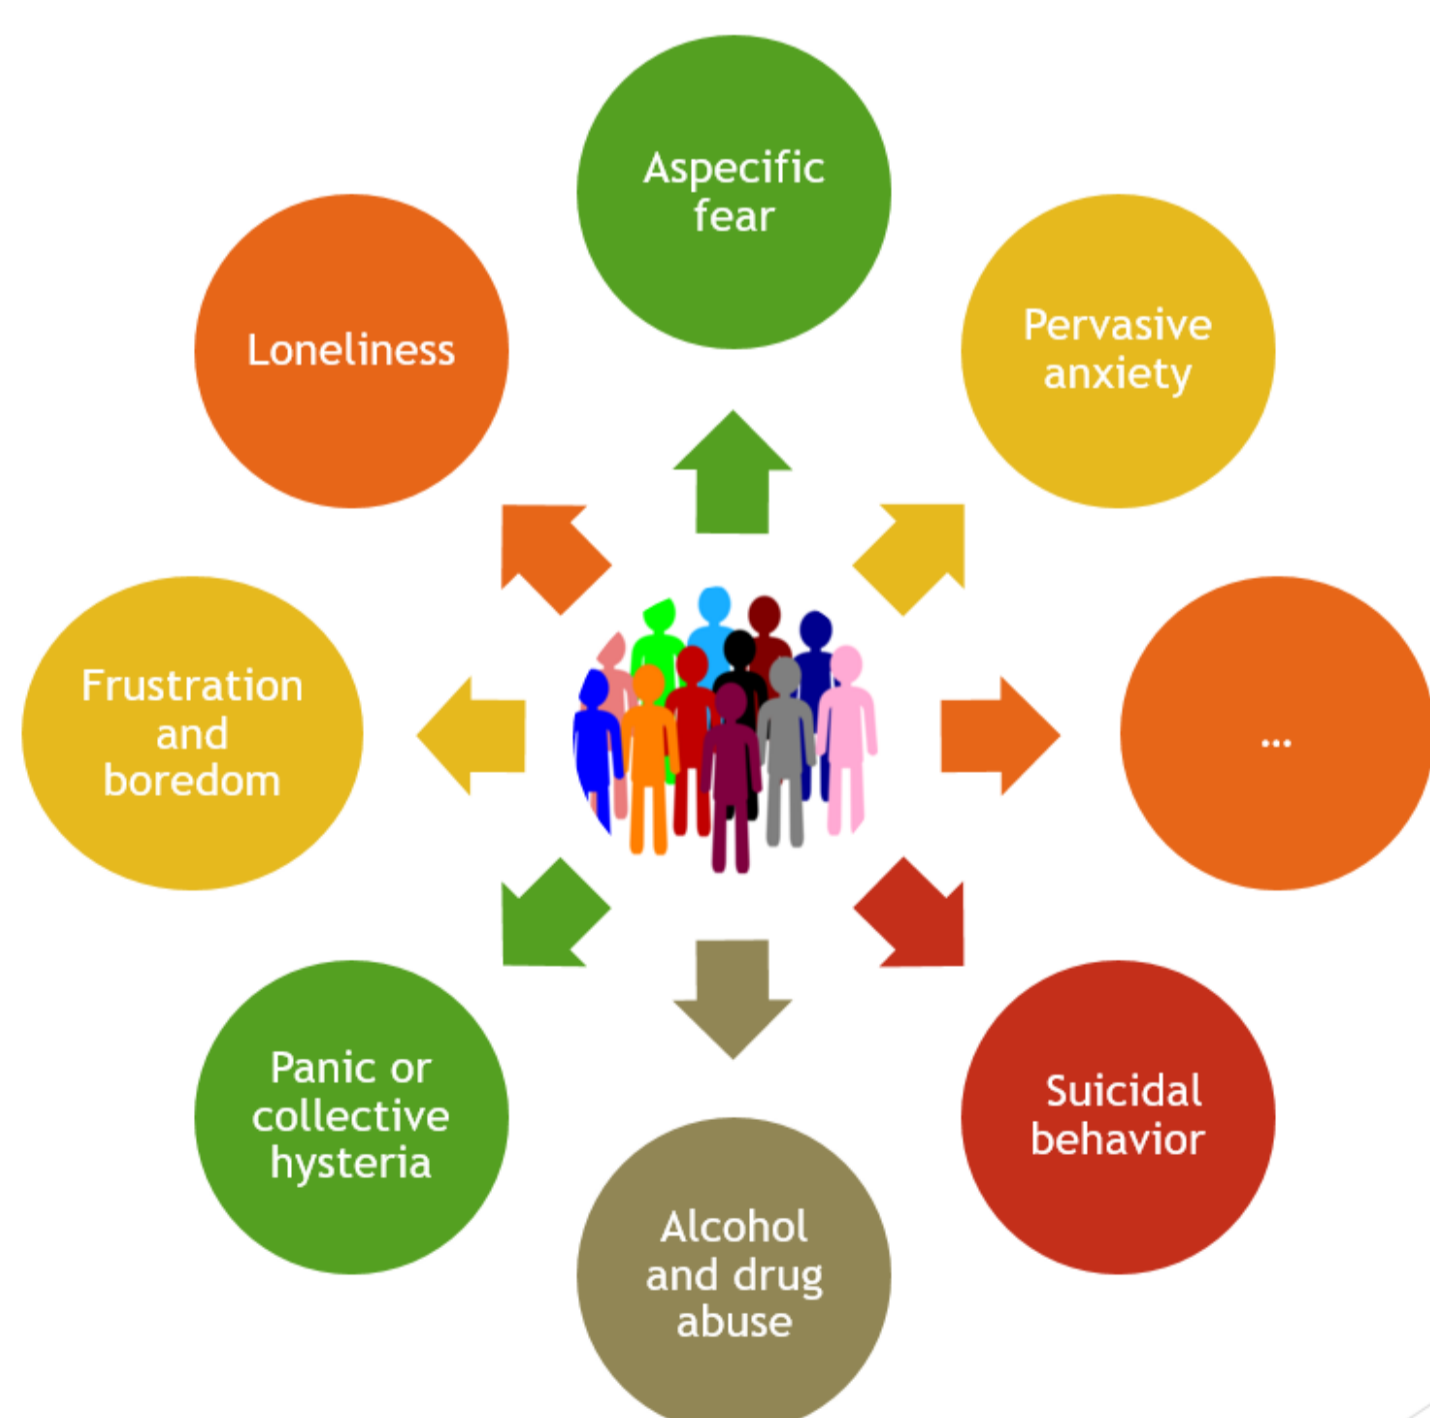 Aspecific
fear
Pervasive
anxiety
...
Suicidal
behavior
Alcohol
and drug
abuse
Panic or
collective
hysteria
Frustration
and
boredom
Loneliness